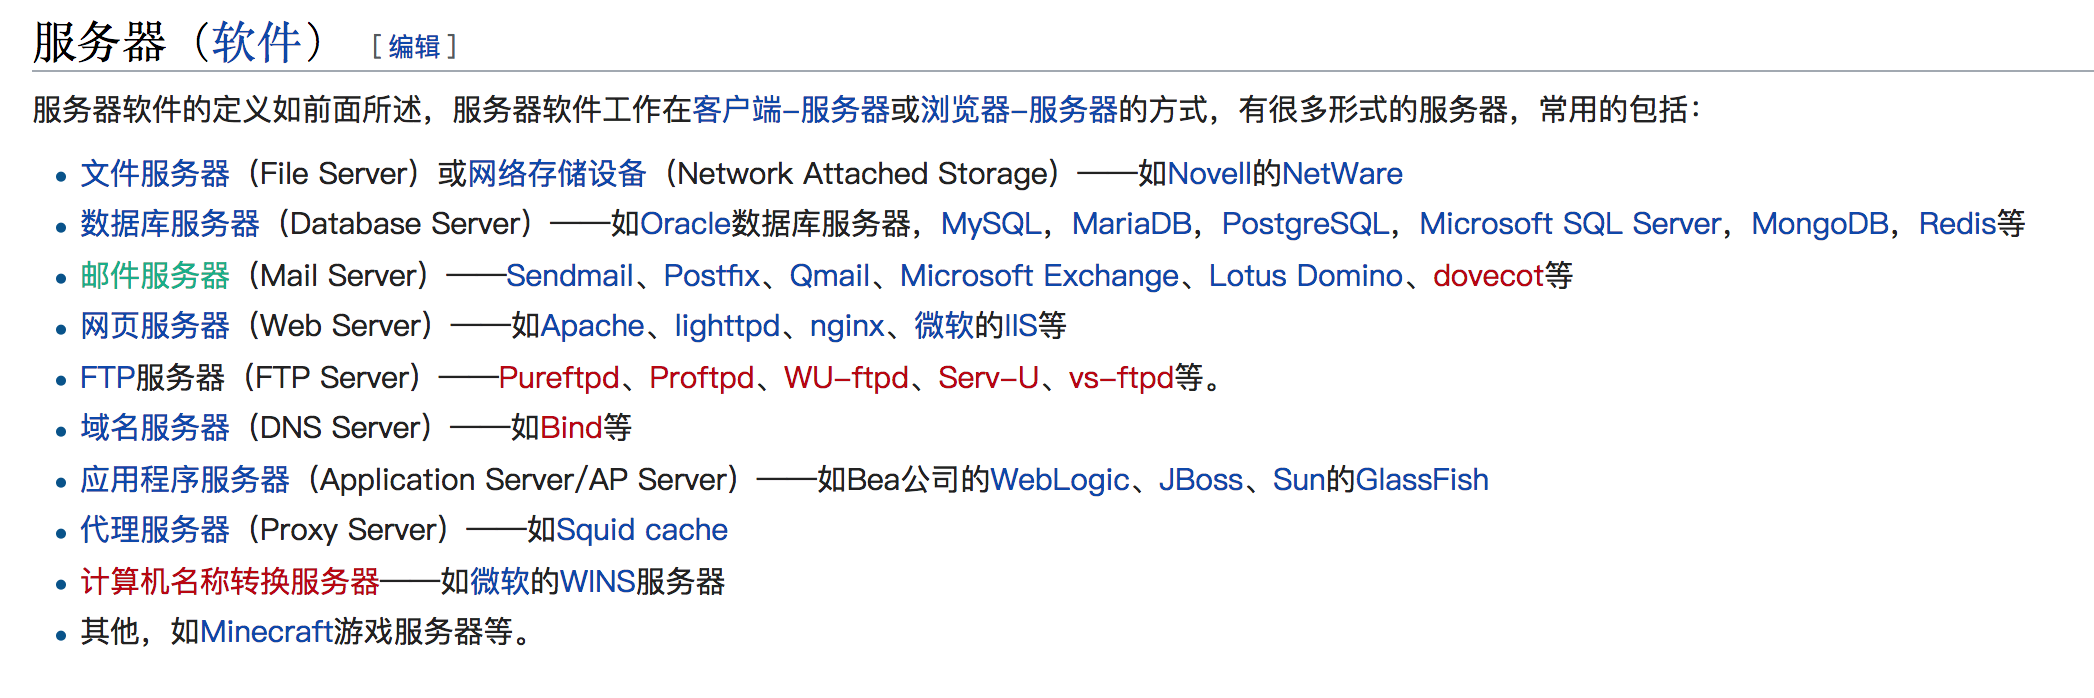 服务器（软件） [编辑]
服务器软件的定义如前面所述，服务器软件工作在客户端–服务器或浏览器–服务器的方式，有很多形式的服务器，常用的包括：
• 文件服务器（File Server）或网络存储设备（Network Attached Storage）——如Novell的NetWare
• 数据库服务器（Database Server）——如Oracle数据库服务器，MySQL，MariaDB，PostgreSQL，Microsoft SQL Server，MongoDB，Redis等
• 邮件服务器（Mail Server）——Sendmail、Postfix、Qmail、Microsoft Exchange、Lotus Domino、dovecot等
• 网页服务器（Web Server）——如Apache、lighttpd、nginx、微软的IIS等
• FTP服务器（FTP Server）——Pureftpd、Proftpd、WU–ftpd、Serv–U、vs–ftpd等。
• 域名服务器（DNS Server）——如Bind等
• 应用程序服务器（Application Server/AP Server）——如Bea公司的WebLogic、JBoss、Sun的GlassFish
• 代理服务器（Proxy Server）——如Squid cache
• 计算机名称转换服务器——如微软的WINS服务器
• 其他，如Minecraft游戏服务器等。